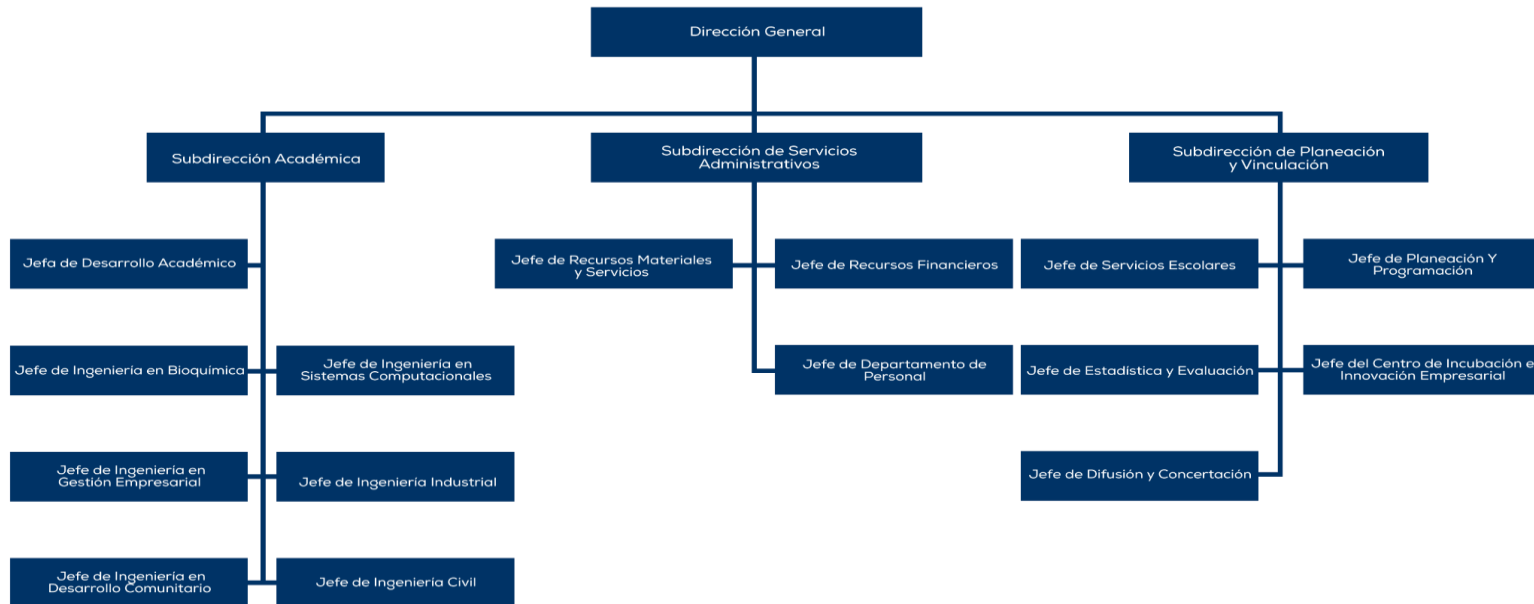 Dirección General
Subdirección Académica
Subdirección de Servicios
Administrativos
Subdirección de Planeación
y Vinculación
Jefa de Desarrollo Académico
Jefe de Recursos Materiales
y Servicios
Jefe de Recursos Financieros
Jefe de Servicios Escolares
Jefe de Planeación Y
Programación
Jefe de Ingeniería en Bioquímica
Jefe de Ingeniería en
Sistemas Computacionales
Jefe de Departamento de
Personal
Jefe de Estadística y Evaluación
Jefe del Centro de Incubación e
Innovación Empresarial
Jefe de Ingeniería en
Gestión Empresarial
Jefe de Ingeniería Industrial
Jefe de Difusión y Concertación
Jefe de Ingeniería en
Desarrollo Comunitario
Jefe de Ingeniería Civil